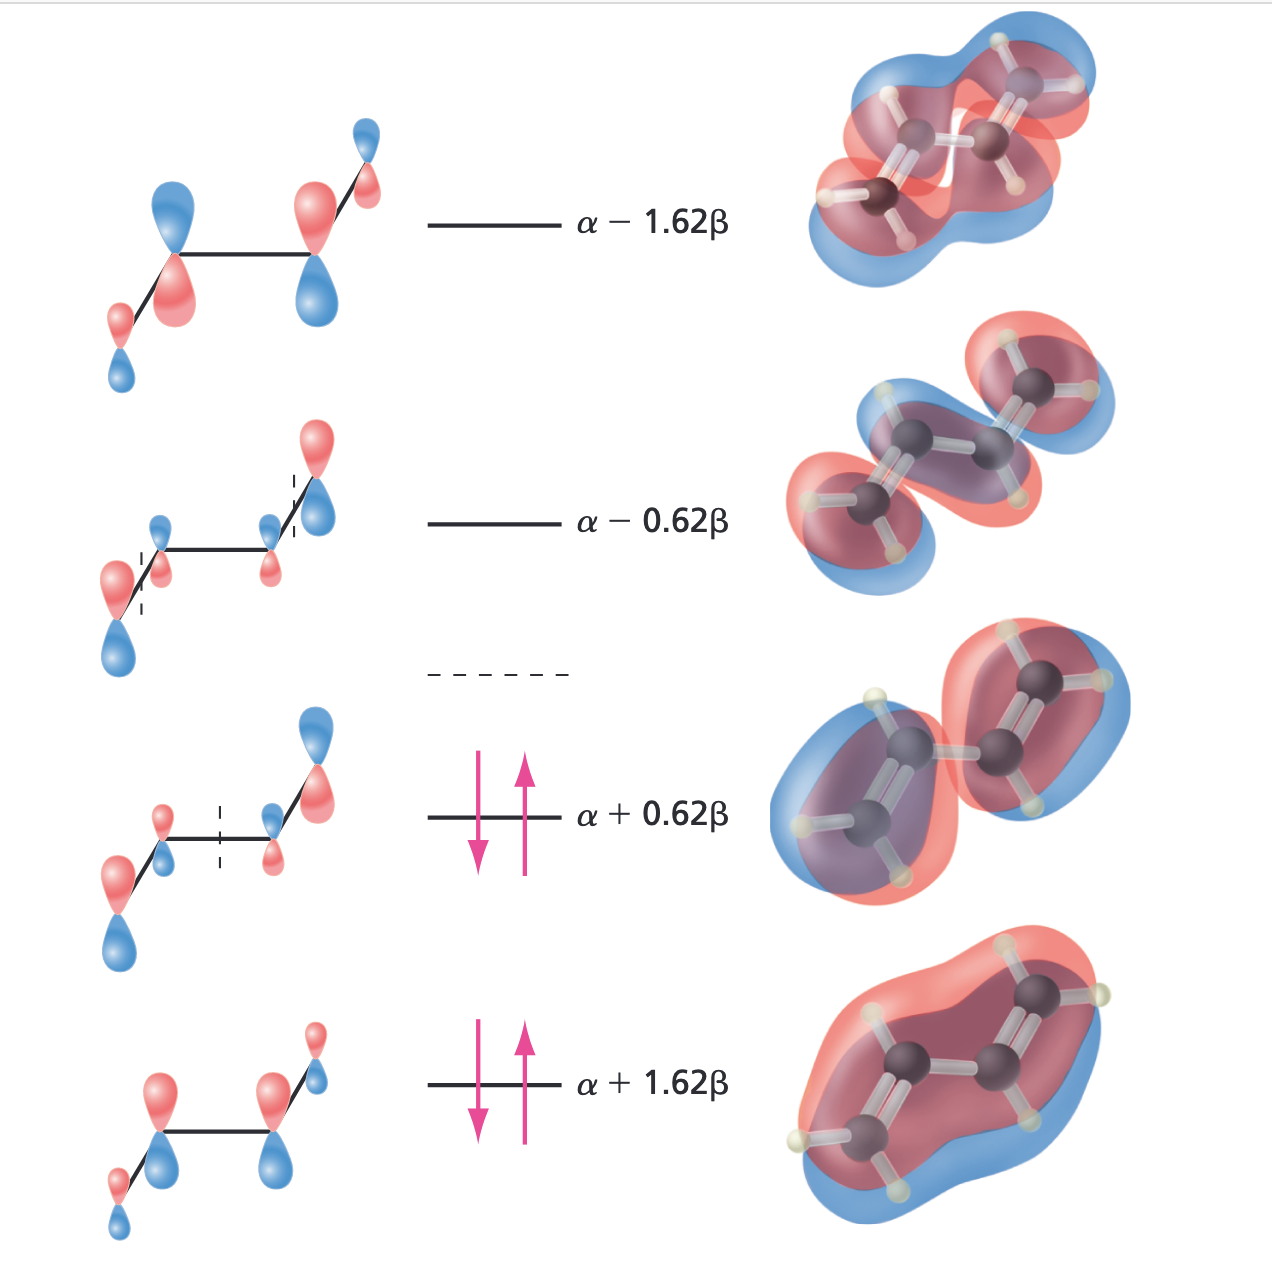 α − 1.62β
α − 0.62β
α + 0.62β
α + 1.62β